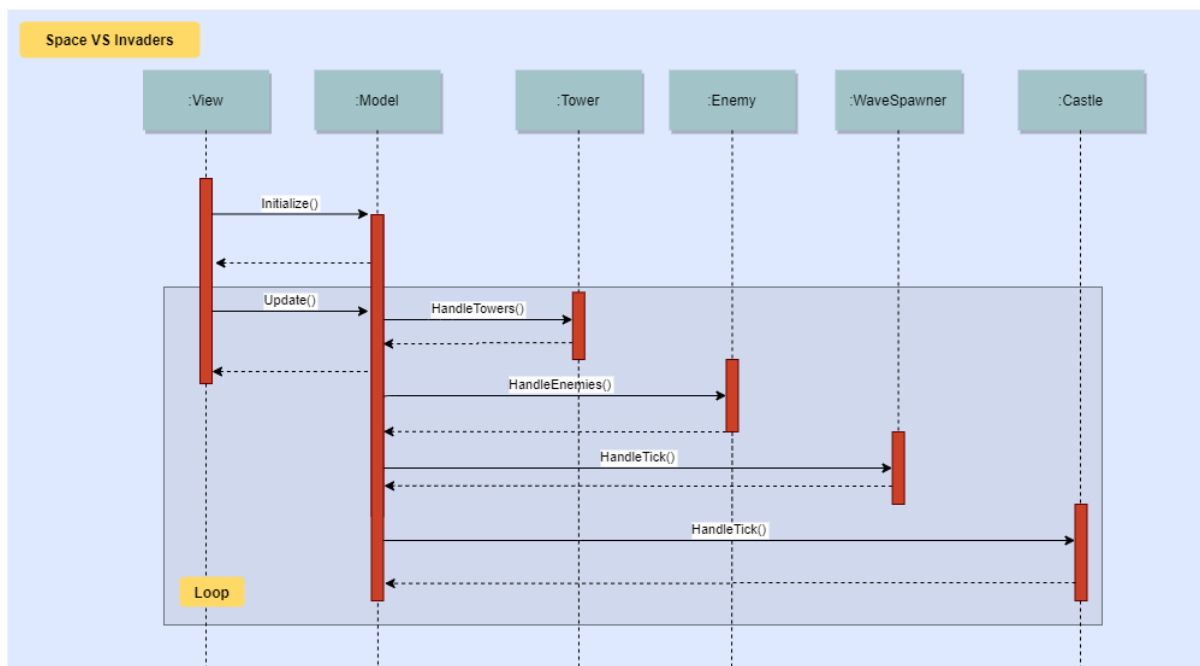 Space VS Invaders
:View
:Model
:Tower
:Enemy
:WaveSpawner
:Castle
Initialize()
Update()
HandleTowers()
HandleEnemies()
HandleTick()
HandleTick()
Loop